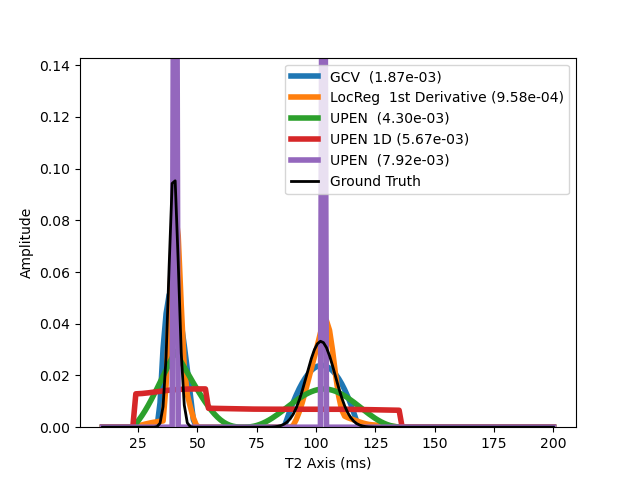 0.14
0.12
0.10
0.08
0.06
0.04
0.02
0.00
Amplitude
GCV  (1.87e-03)
LocReg  1st Derivative (9.58e-04)
UPEN  (4.30e-03)
UPEN 1D (5.67e-03)
UPEN  (7.92e-03)
Ground Truth
25 50 75 100 125 150 175 200
T2 Axis (ms)